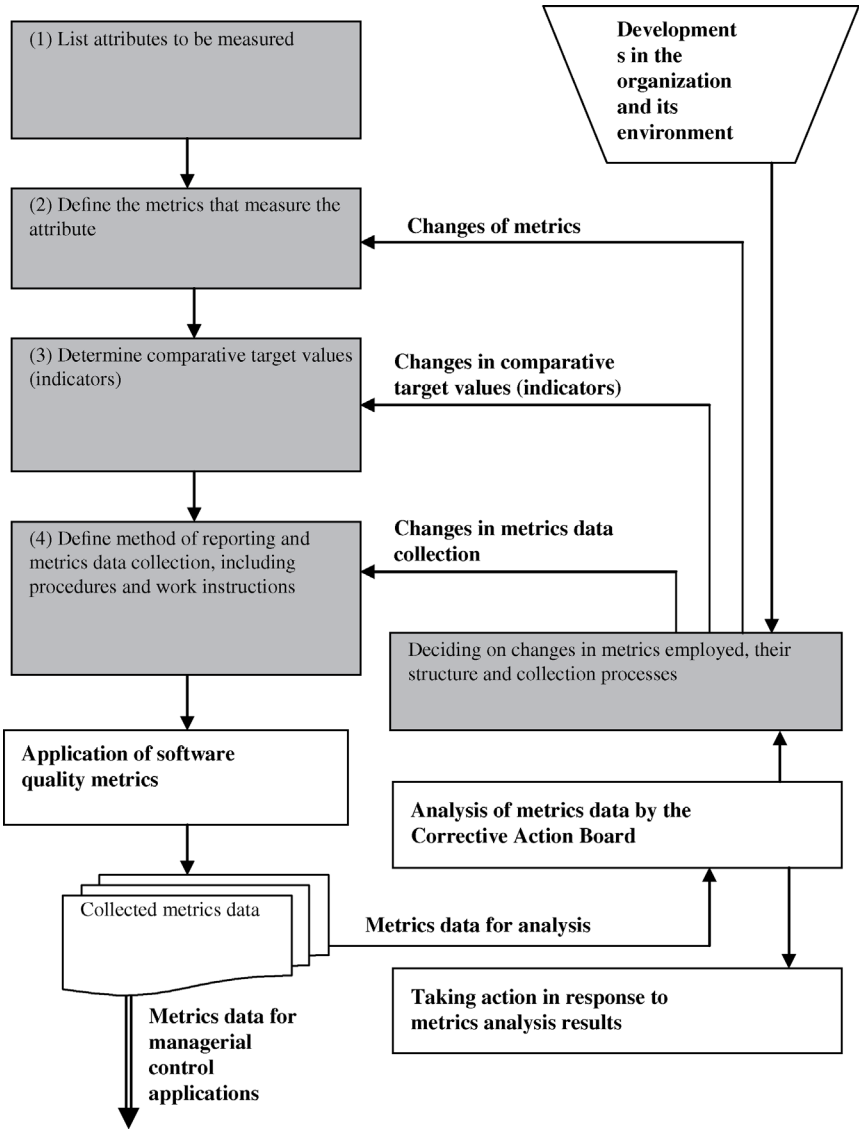 (1) List attributes to be measured
Development
s in the
organization
and its
environment
(2) Define the metrics that measure the
attribute
Changes of metrics
(3) Determine comparative target values
(indicators)
Changes in comparative
target values (indicators)
(4) Define method of reporting and
metrics data collection, including
procedures and work instructions
Changes in metrics data
collection
Deciding on changes in metrics employed, their
structure and collection processes
Application of software
quality metrics
Analysis of metrics data by the
Corrective Action Board
Collected metrics data
Metrics data for analysis
Taking action in response to
metrics analysis results
Metrics data for
managerial
control
applications